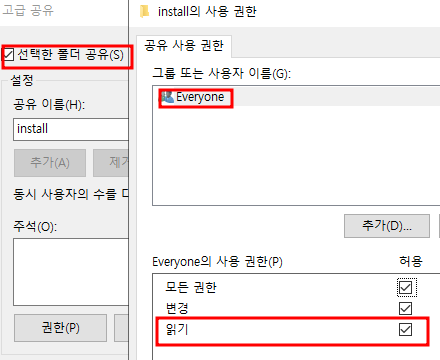 고급 공유
선택한 폴더 공유(S)
설정
공유 이름(H):
install
추가(A)
동시 사용자의 수를
주석(O):
권한(P)
install의 사용 권한
공유 사용 권한
그룹 또는 사용자 이름(G):
Everyone
추가(D)...
Everyone의 사용 권한(P) 허용
모든 권한
변경
읽기